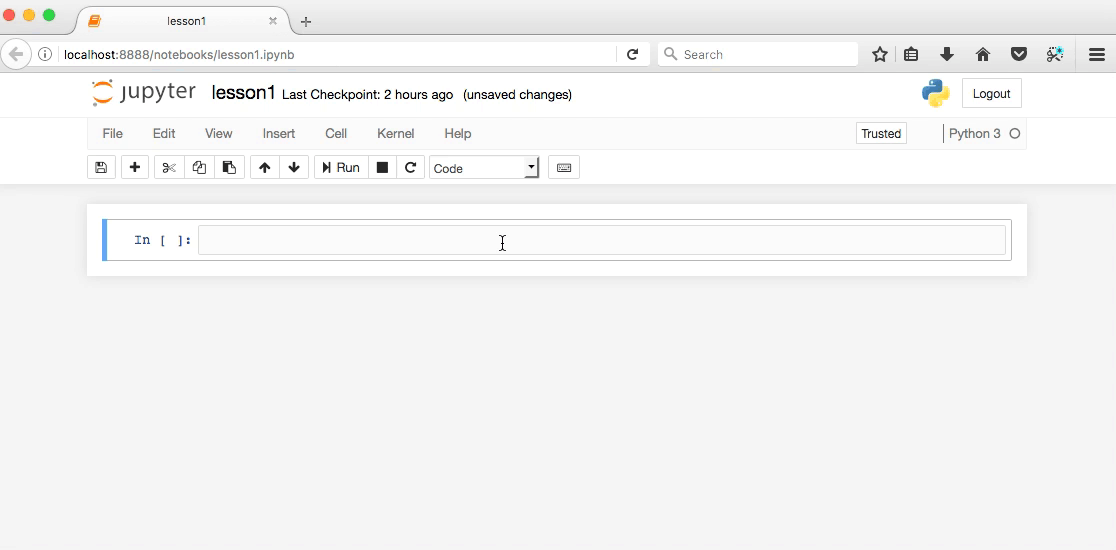 lesson1
localhost:8888/notebooks/lesson1.ipynb
Search
jupyter lesson1 Last Checkpoint: 2 hours ago (unsaved changes)
Logout
File Edit View Insert Cell Kernel Help
Trusted
Python 3
Run
Code
In [ ]: